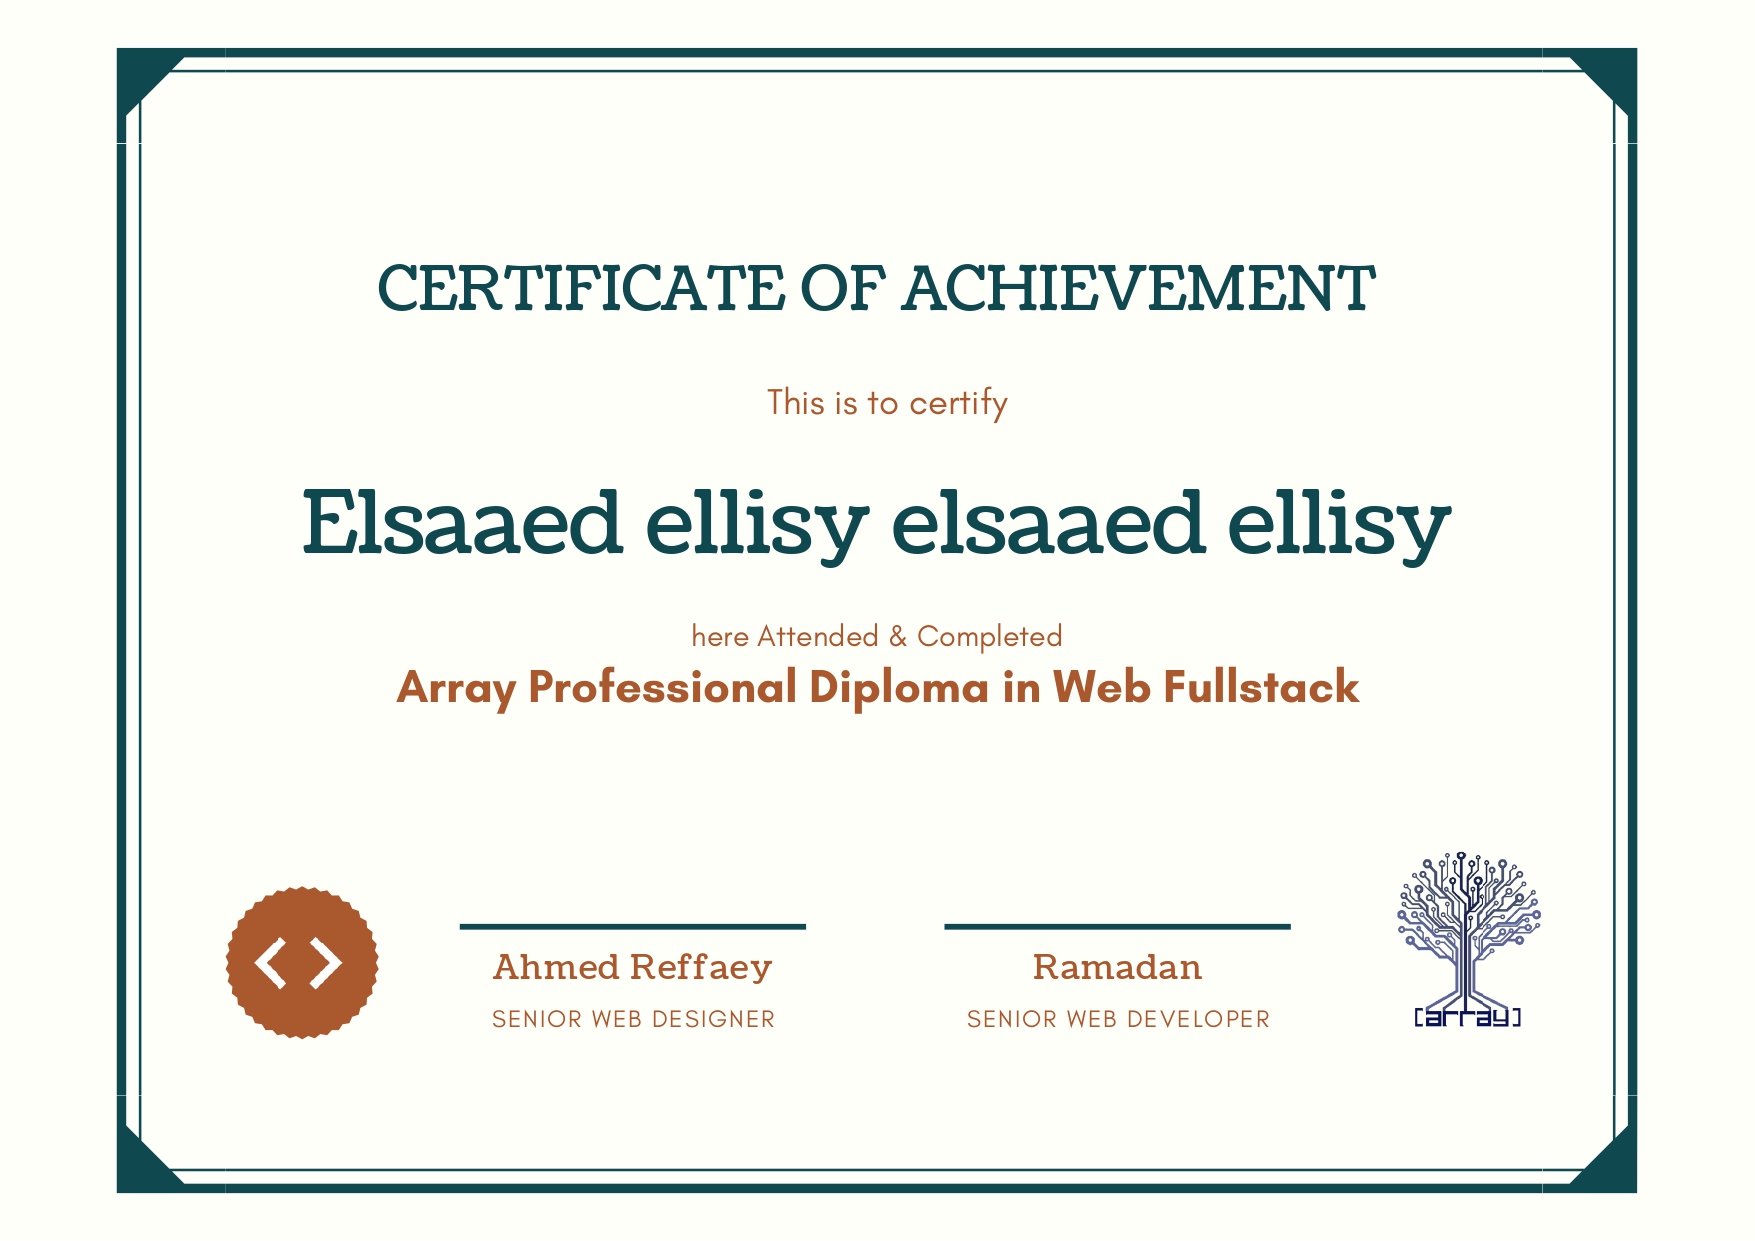 CERTIFICATE OF ACHIEVEMENT
This is to certify
Elsaaed ellisy elsaaed ellisy
here Attended & Completed
Array Professional Diploma in Web Fullstack
Ahmed Reffaey
SENIOR WEB DESIGNER
Ramadan
SENIOR WEB DEVELOPER
[array]